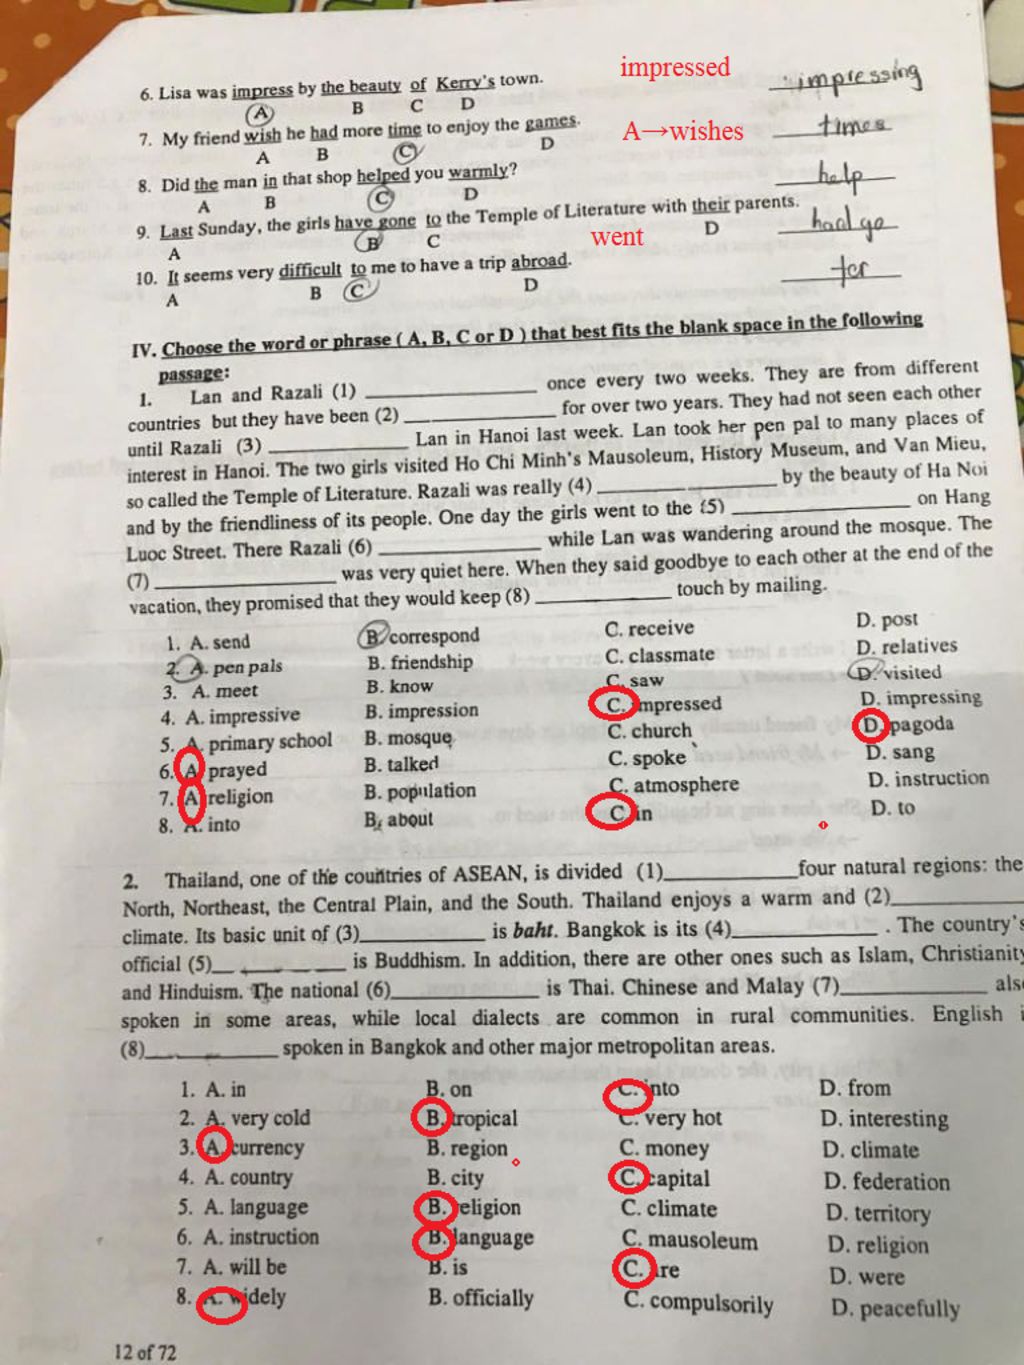 impressed
6. Lisa was impress by the beauty of Kerry's town. impressing
A B C D
7. My friend wish he had more time to enjoy the games. A→wishes times
A B C D
8. Did the man in that shop helped you warmly? help
A B C D
9. Last Sunday, the girls have gone to the Temple of Literature with their parents. had go
A B C went D
10. It seems very difficult to me to have a trip abroad. for
A B C D
IV. Choose the word or phrase ( A, B, C or D ) that best fits the blank space in the following
passage:
1. Lan and Razali (1) ________ once every two weeks. They are from different
countries but they have been (2) ________ for over two years. They had not seen each other
until Razali (3) ________ Lan in Hanoi last week. Lan took her pen pal to many places of
interest in Hanoi. The two girls visited Ho Chi Minh's Mausoleum, History Museum, and Van Mieu,
so called the Temple of Literature. Razali was really (4) ________ by the beauty of Ha Noi
and by the friendliness of its people. One day the girls went to the (5) ________ on Hang
Luoc Street. There Razali (6) ________ while Lan was wandering around the mosque. The
(7) ________ was very quiet here. When they said goodbye to each other at the end of the
vacation, they promised that they would keep (8) ________ touch by mailing.
1. A. send B. correspond C. receive D. post
2. A. pen pals B. friendship C. classmate D. relatives
3. A. meet B. know C. saw D. visited
4. A. impressive B. impression C. impressed D. impressing
5. A. primary school B. mosque C. church D. pagoda
6. A. prayed B. talked C. spoke D. sang
7. A. religion B. population C. atmosphere D. instruction
8. A. into B. about C. in D. to
2. Thailand, one of the countries of ASEAN, is divided (1)________four natural regions: the
North, Northeast, the Central Plain, and the South. Thailand enjoys a warm and (2)________
climate. Its basic unit of (3)________ is baht. Bangkok is its (4)________ . The country's
official (5)________ is Buddhism. In addition, there are other ones such as Islam, Christianity
and Hinduism. The national (6)________ is Thai. Chinese and Malay (7)________ als
spoken in some areas, while local dialects are common in rural communities. English i
(8)________ spoken in Bangkok and other major metropolitan areas.
1. A. in B. on C. into D. from
2. A. very cold B. tropical C. very hot D. interesting
3. A. currency B. region C. money D. climate
4. A. country B. city C. capital D. federation
5. A. language B. religion C. climate D. territory
6. A. instruction B. language C. mausoleum D. religion
7. A. will be B. is C. are D. were
8. A. widely B. officially C. compulsorily D. peacefully
12 of 72